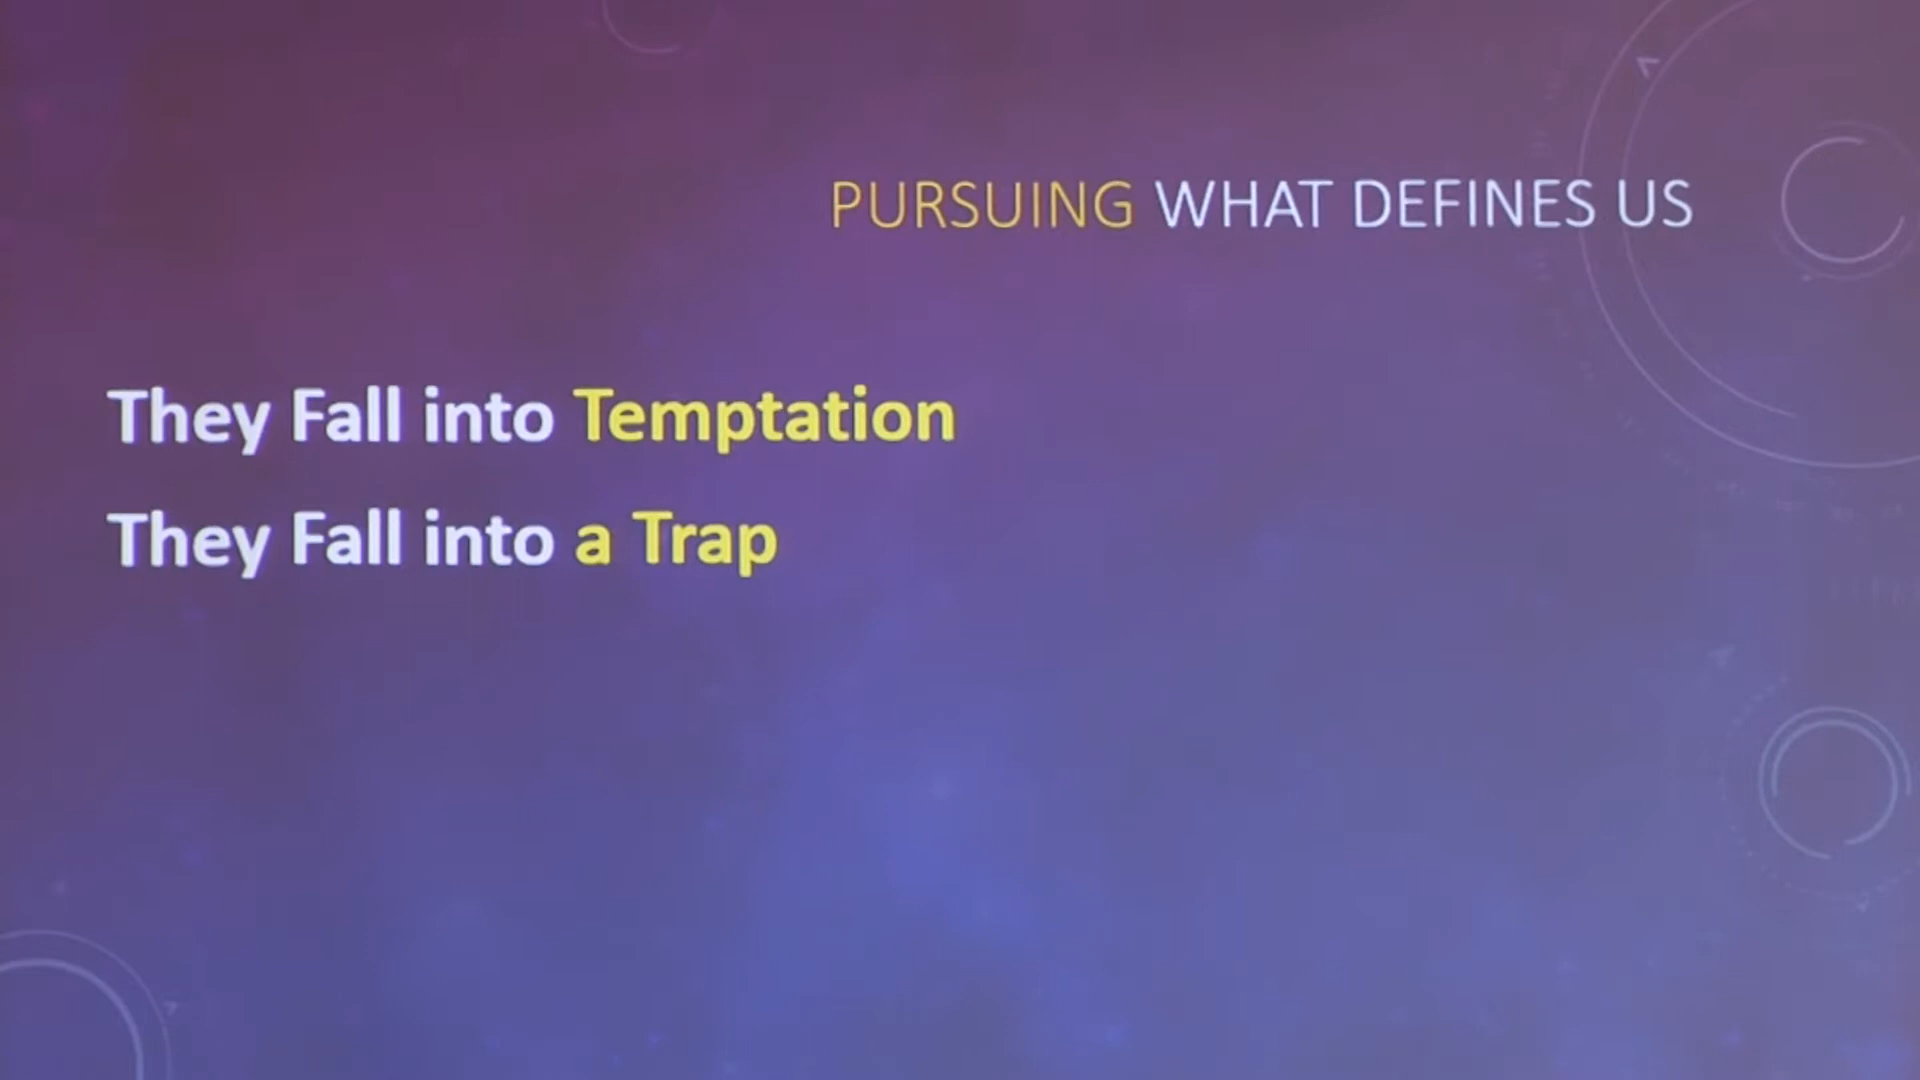 PURSUING WHAT DEFINES US
They Fall into Temptation
They Fall into a Trap